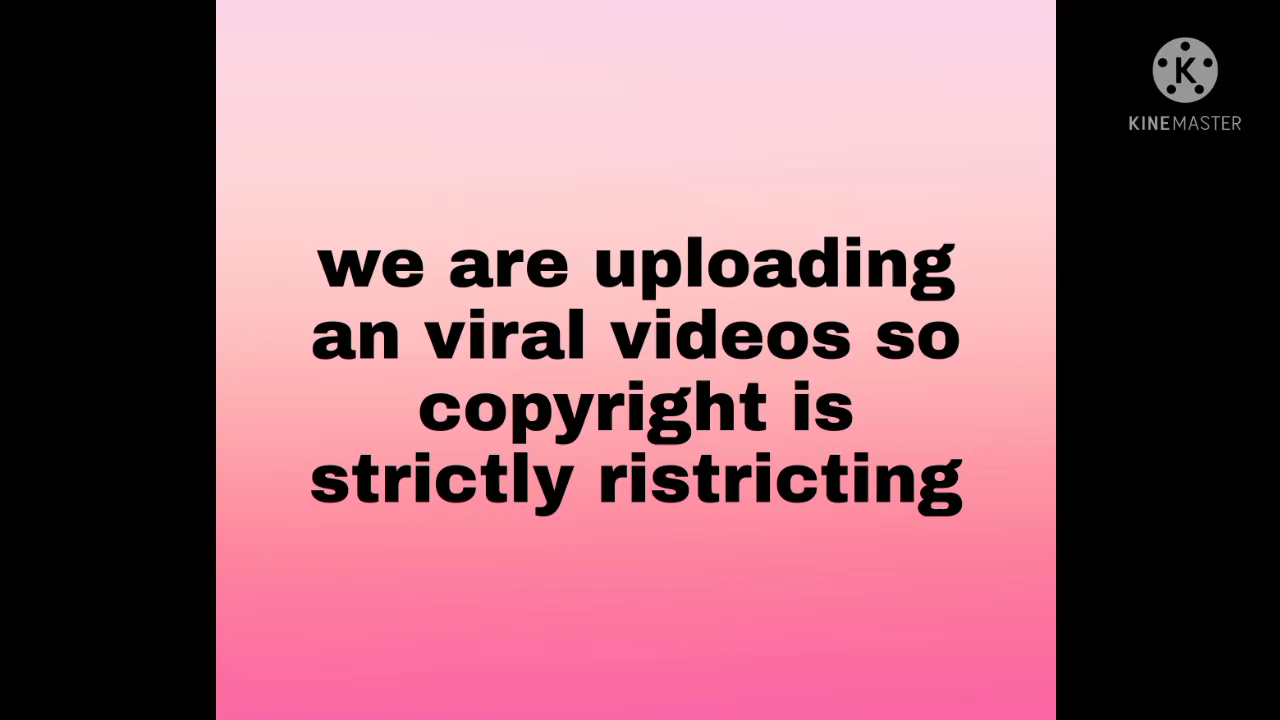 K
KINEMASTER
we are uploading
an viral videos so
copyright is
strictly ristricting